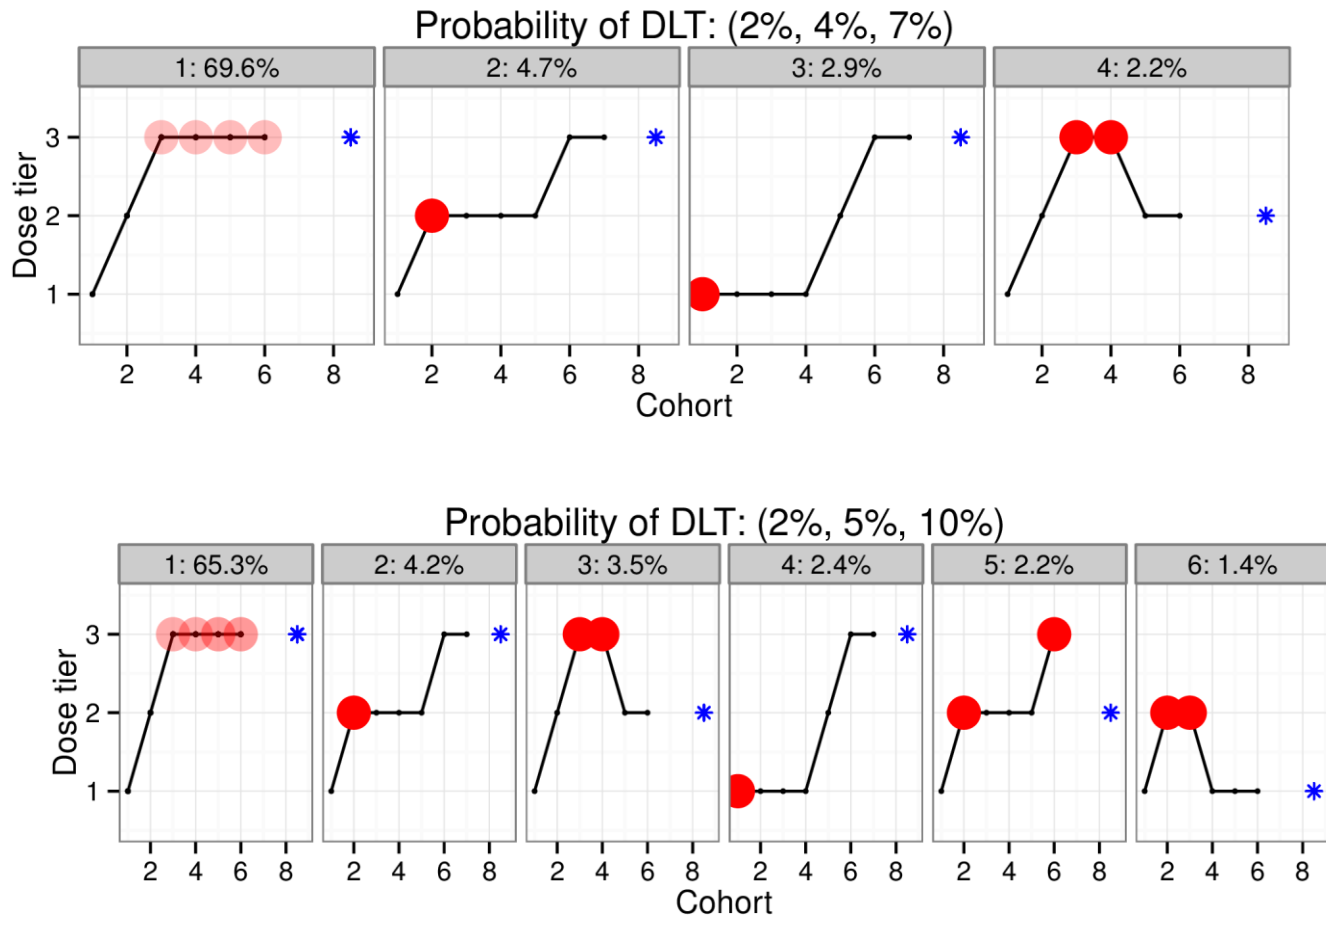 Probability of DLT: (2%, 4%, 7%)
1: 69.6% 2: 4.7% 3: 2.9% 4: 2.2%
Dose tier
3
2
1
2 4 6 8 2 4 6 8 2 4 6 8 2 4 6 8
Cohort
Probability of DLT: (2%, 5%, 10%)
1: 65.3% 2: 4.2% 3: 3.5% 4: 2.4% 5: 2.2% 6: 1.4%
Dose tier
3
2
1
2 4 6 8 2 4 6 8 2 4 6 8 2 4 6 8 2 4 6 8 2 4 6 8
Cohort